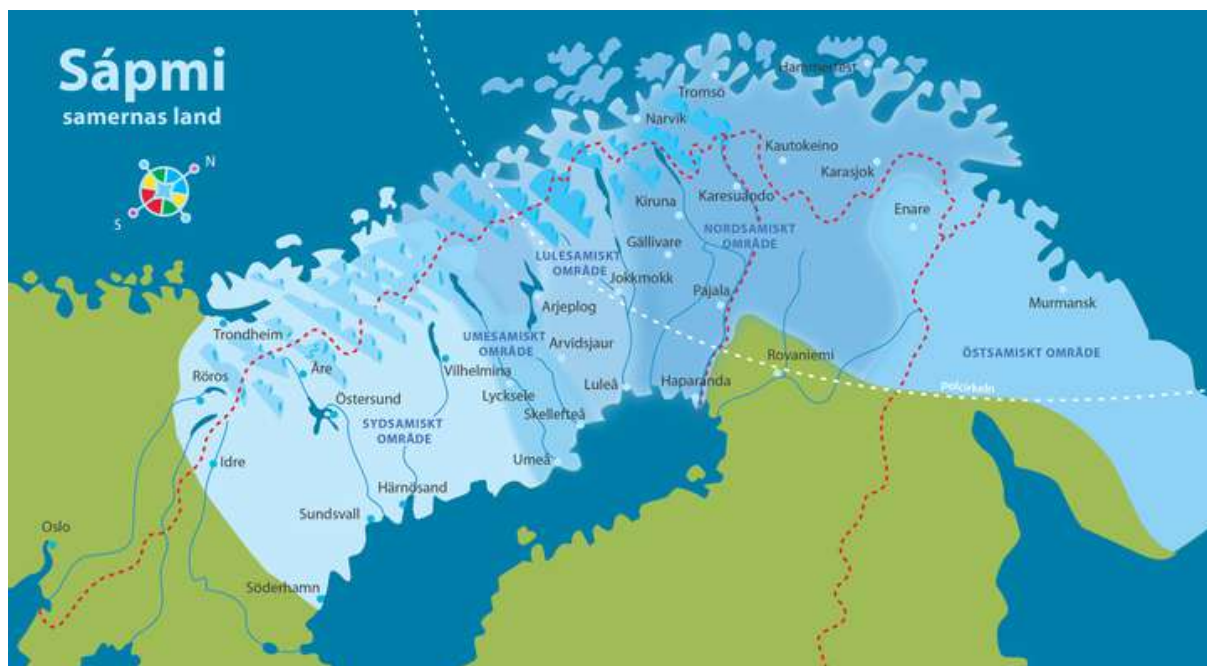 Sápmi
samernas land
N
S
Hammerfest
Tromsö
Narvik
Kautokeino
Karasjok
Karesuando
Kiruna
Enare
NORDSAMISKT
OMRÅDE
Gällivare
LULESAMISKT
OMRÅDE
Jokkmokk
Pajala
Murmansk
Arjeplog
Trondheim
UMESAMISKT
OMRÅDE
Arvidsjaur
Rovaniemi
ÖSTSAMISKT OMRÅDE
Röros
Åre
Vilhelmina
Luleå
Haparanda
polcirkeln
Östersund
Lycksele
Skellefteå
SYDSAMISKT
OMRÅDE
Idre
Umeå
Härnösand
Sundsvall
Oslo
Söderhamn